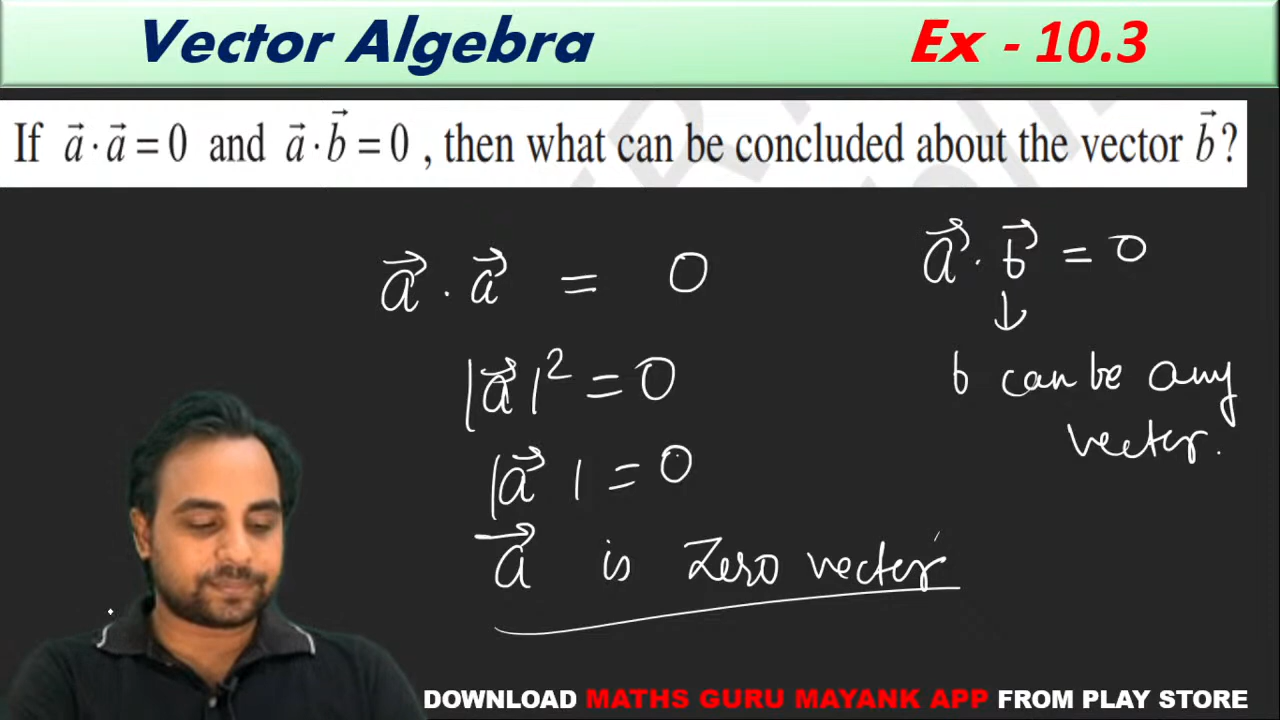 Vector Algebra Ex - 10.3
If a⃗ · a⃗ = 0 and a⃗ · b⃗ = 0 , then what can be concluded about the vector b⃗ ?
a⃗ · a⃗ = 0
|a⃗|² = 0
|a⃗| = 0
a⃗ is zero vector
a⃗ · b⃗ = 0
↓
b can be any
vector.
DOWNLOAD MATHS GURU MAYANK APP FROM PLAY STORE